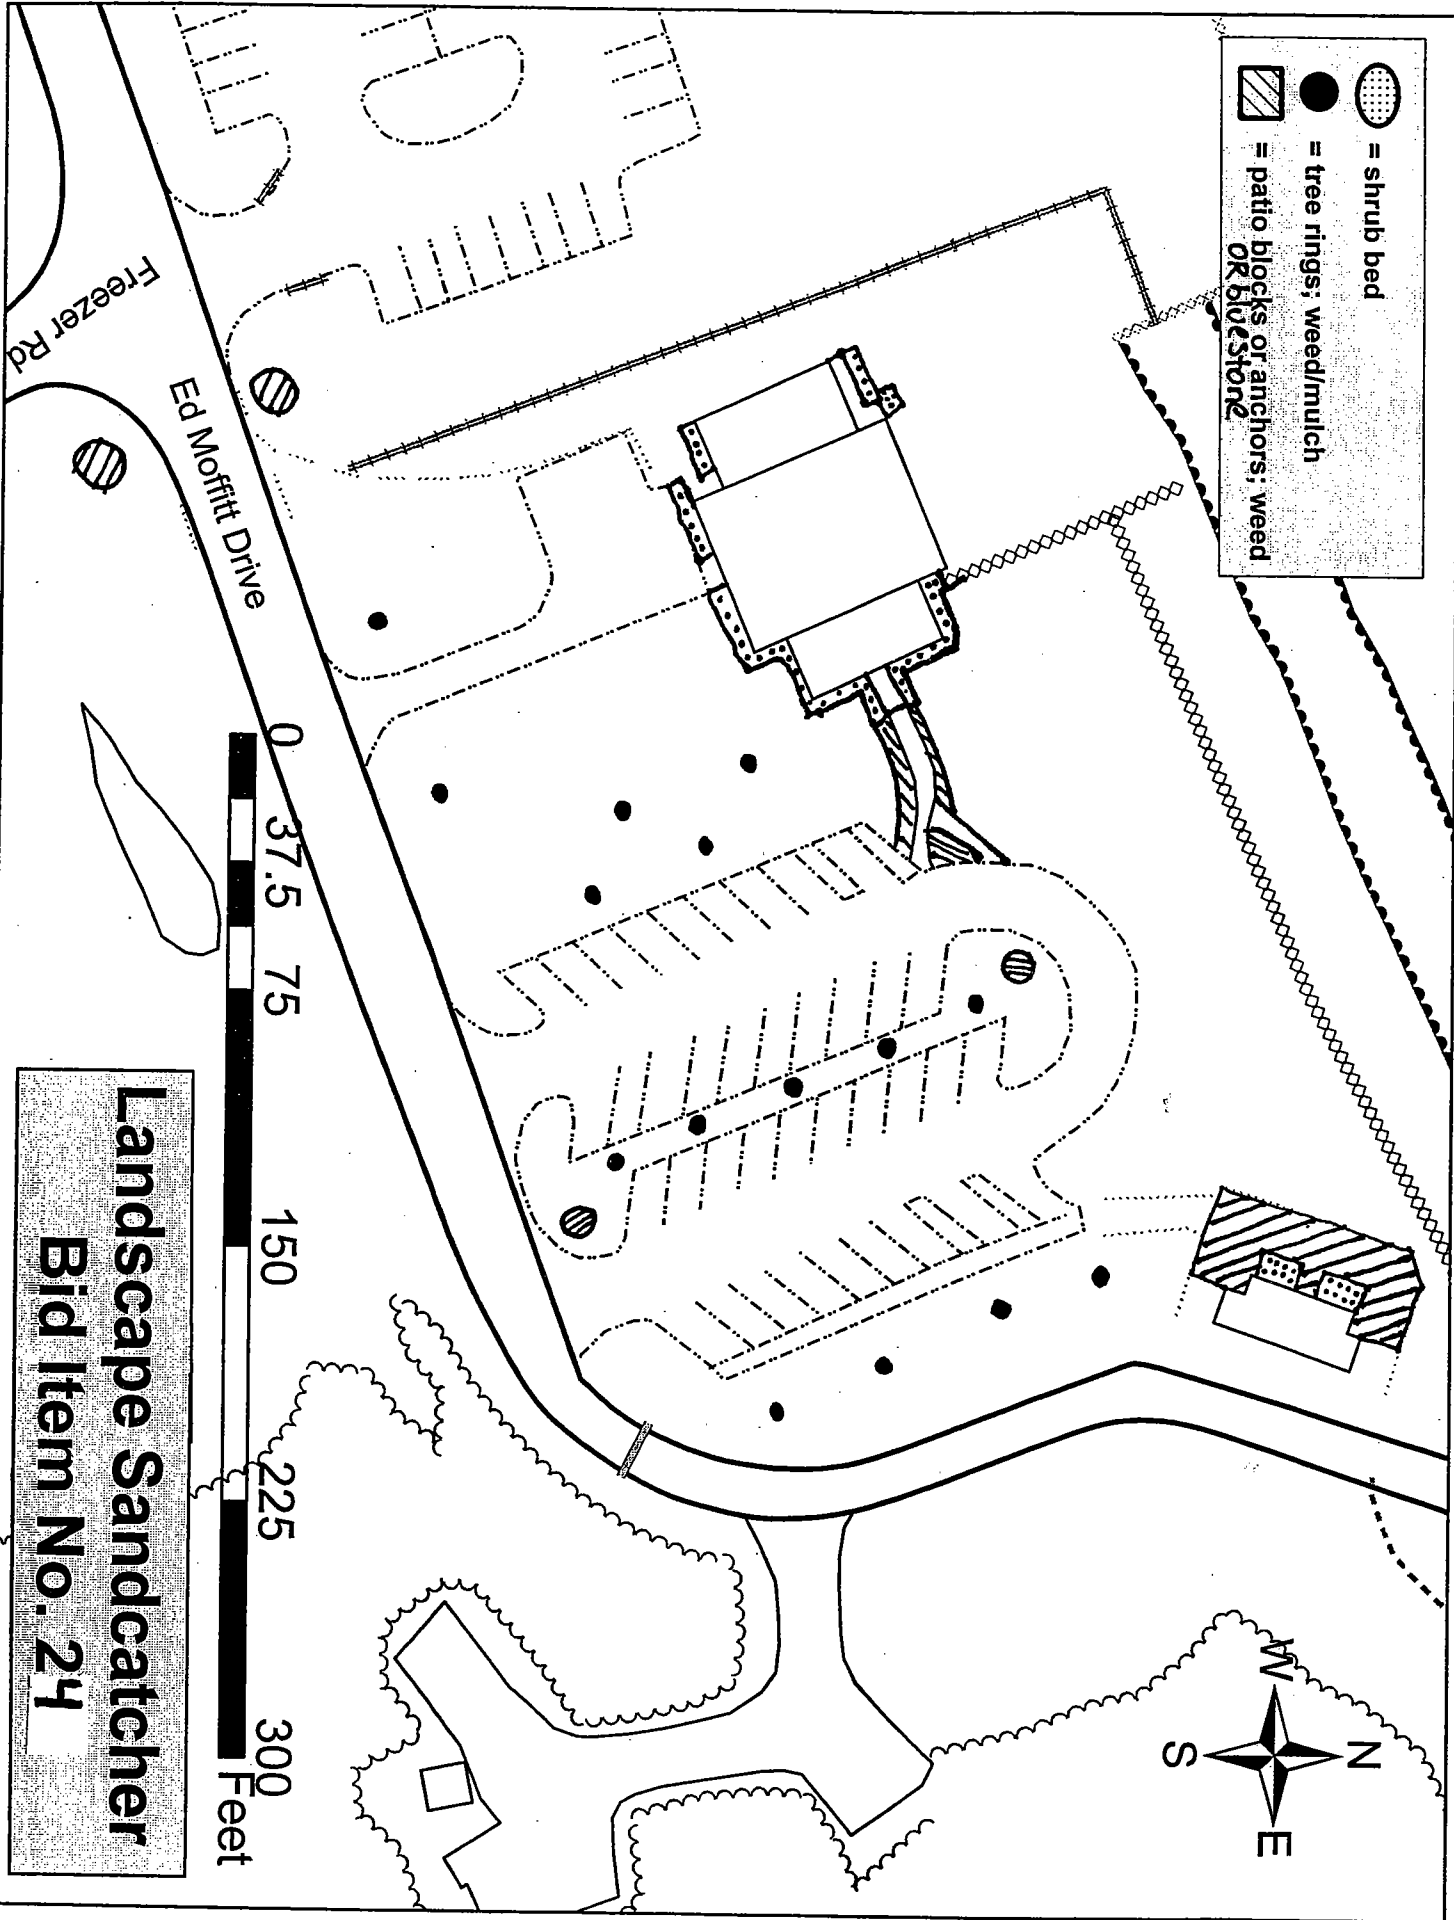 = shrub bed
= tree rings; weed/mulch
= patio blocks or anchors; weed
OR bluestone
Freezer Rd
Ed Moffitt Drive
0 37.5 75 150 225 300
Feet
N
W
E
S
Landscape Sandcatcher
Bid Item No. 24